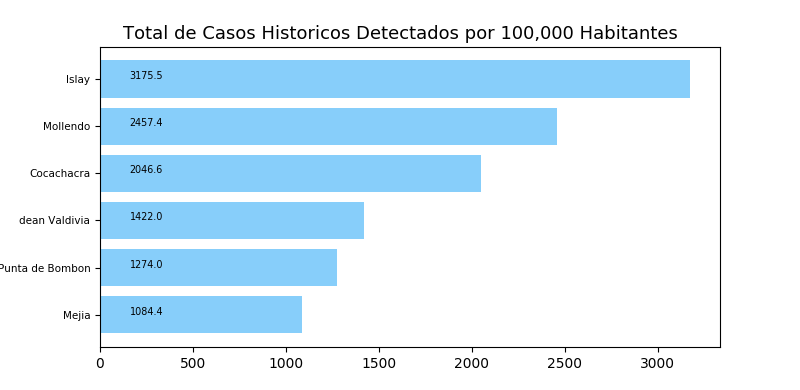 Total de Casos Historicos Detectados por 100,000 Habitantes
Islay 3175.5
Mollendo 2457.4
Cocachacra 2046.6
dean Valdivia 1422.0
Punta de Bombon 1274.0
Mejia 1084.4
0 500 1000 1500 2000 2500 3000